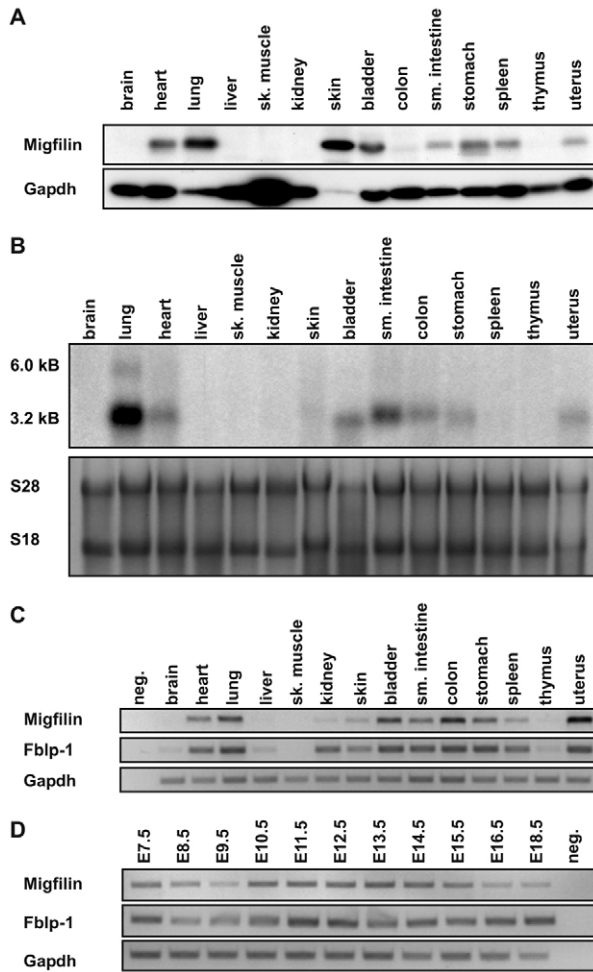 A
brain heart lung liver sk. muscle kidney skin bladder colon sm. intestine stomach spleen thymus uterus
Migfilin
Gapdh
B
brain lung heart liver sk. muscle kidney skin bladder sm. intestine colon stomach spleen thymus uterus
6.0 kB
3.2 kB
S28
S18
C
neg. brain heart lung liver sk. muscle kidney skin bladder sm. intestine colon stomach spleen thymus uterus
Migfilin
Fblp-1
Gapdh
D
E7.5 E8.5 E9.5 E10.5 E11.5 E12.5 E13.5 E14.5 E15.5 E16.5 E18.5 neg.
Migfilin
Fblp-1
Gapdh